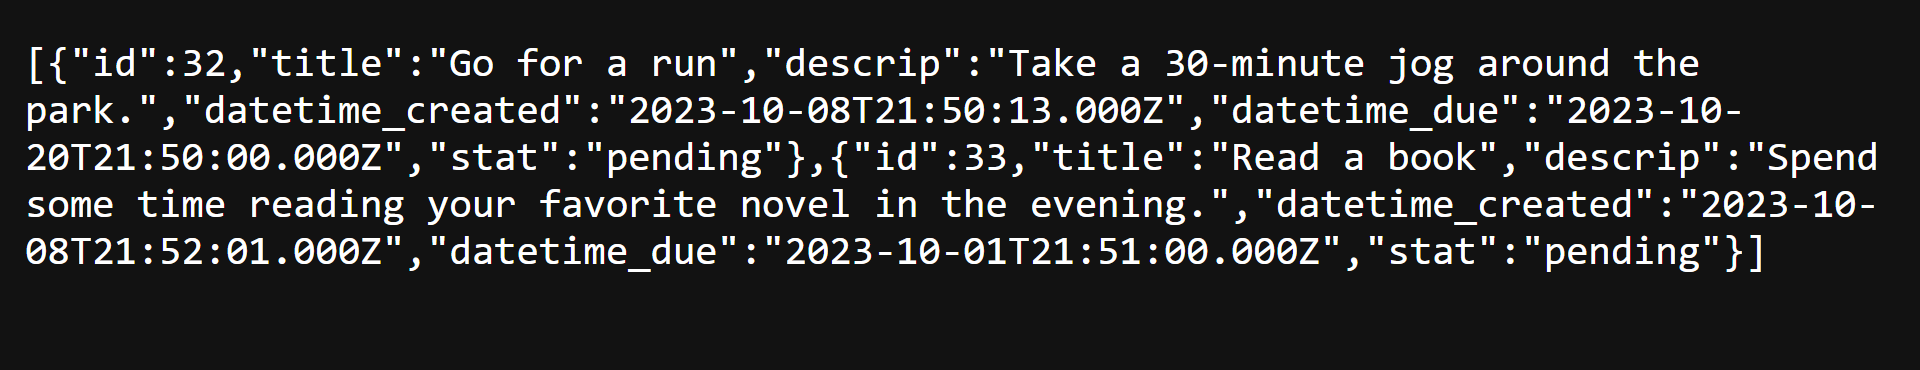 [{"id":32,"title":"Go for a run","descrip":"Take a 30-minute jog around the
park.","datetime_created":"2023-10-08T21:50:13.000Z","datetime_due":"2023-10-
20T21:50:00.000Z","stat":"pending"},{"id":33,"title":"Read a book","descrip":"Spend
some time reading your favorite novel in the evening.","datetime_created":"2023-10-
08T21:52:01.000Z","datetime_due":"2023-10-01T21:51:00.000Z","stat":"pending"}]